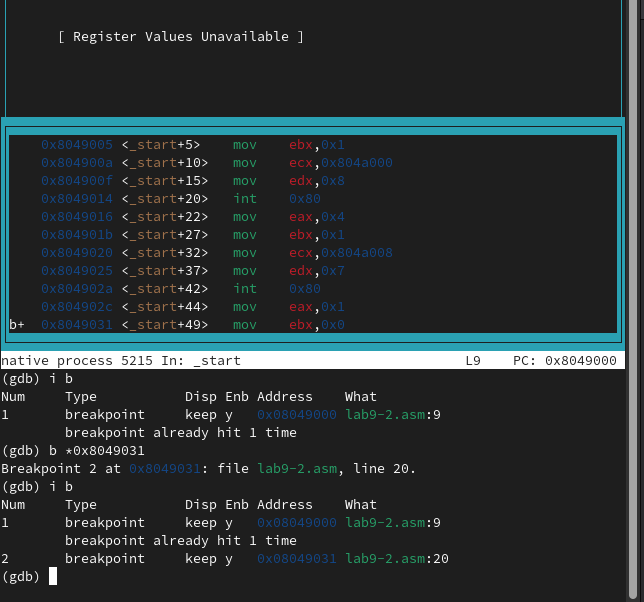 [ Register Values Unavailable ]
0x8049005 <_start+5>    mov    ebx,0x1
0x804900a <_start+10>   mov    ecx,0x804a000
0x804900f <_start+15>   mov    edx,0x8
0x8049014 <_start+20>   int    0x80
0x8049016 <_start+22>   mov    eax,0x4
0x804901b <_start+27>   mov    ebx,0x1
0x8049020 <_start+32>   mov    ecx,0x804a008
0x8049025 <_start+37>   mov    edx,0x7
0x804902a <_start+42>   int    0x80
0x804902c <_start+44>   mov    eax,0x1
b+  0x8049031 <_start+49>   mov    ebx,0x0
native process 5215 In: _start                            L9    PC: 0x8049000
(gdb) i b
Num     Type           Disp Enb Address    What
1       breakpoint     keep y   0x08049000 lab9-2.asm:9
        breakpoint already hit 1 time
(gdb) b *0x8049031
Breakpoint 2 at 0x8049031: file lab9-2.asm, line 20.
(gdb) i b
Num     Type           Disp Enb Address    What
1       breakpoint     keep y   0x08049000 lab9-2.asm:9
        breakpoint already hit 1 time
2       breakpoint     keep y   0x08049031 lab9-2.asm:20
(gdb)